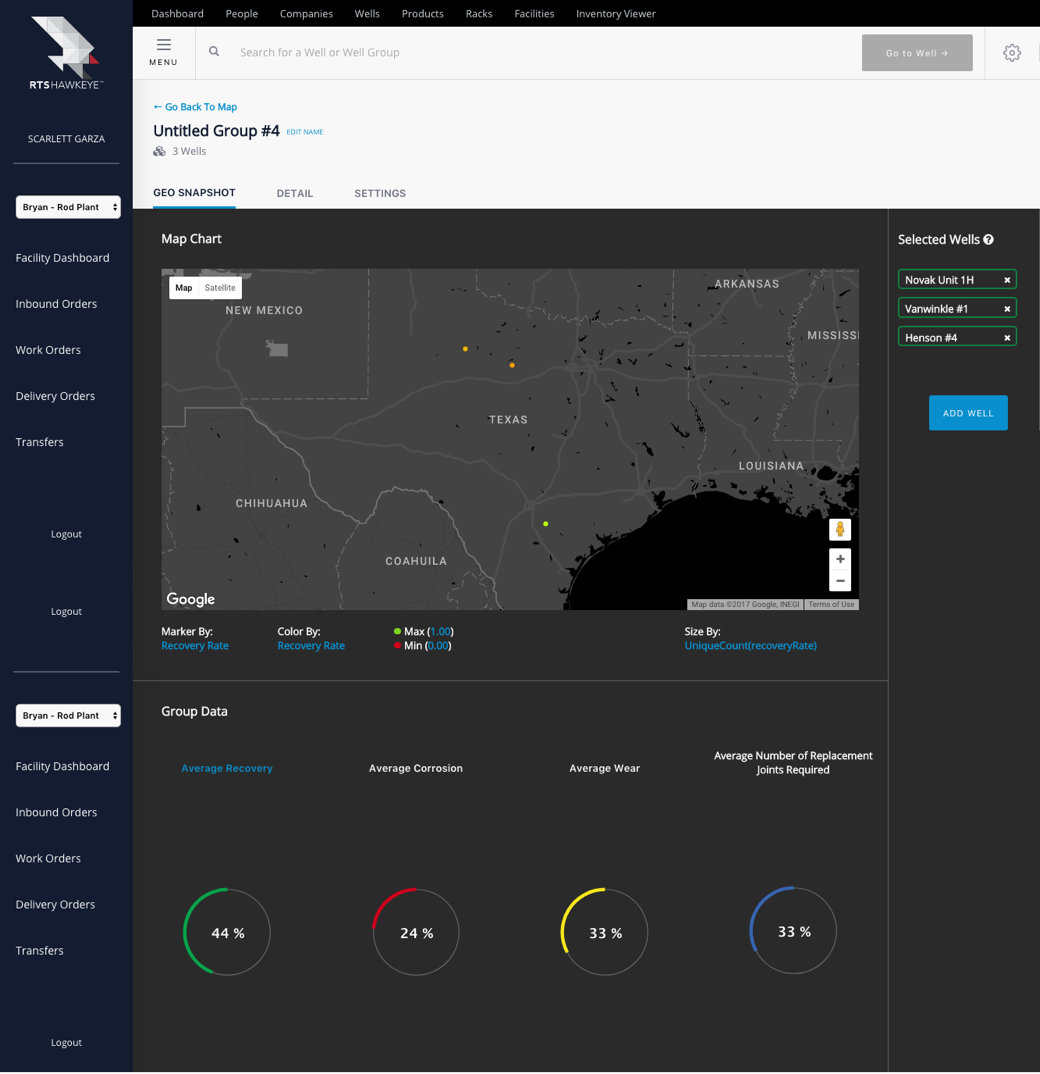 Dashboard People Companies Wells Products Racks Facilities Inventory Viewer
RTSHAWKEYE™
MENU
Search for a Well or Well Group
Go to Well →
SCARLETT GARZA
Bryan - Rod Plant
Facility Dashboard
Inbound Orders
Work Orders
Delivery Orders
Transfers
Logout
Logout
Bryan - Rod Plant
Facility Dashboard
Inbound Orders
Work Orders
Delivery Orders
Transfers
Logout
← Go Back To Map
Untitled Group #4 EDIT NAME
3 Wells
GEO SNAPSHOT DETAIL SETTINGS
Map Chart
Map Satellite
NEW MEXICO
ARKANSAS
MISSISSI
TEXAS
LOUISIANA
CHIHUAHUA
COAHUILA
Google
Map data ©2017 Google, INEGI Terms of Use
Marker By:
Recovery Rate
Color By:
Recovery Rate
Max (1.00)
Min (0.00)
Size By:
UniqueCount(recoveryRate)
Selected Wells ?
Novak Unit 1H ×
Vanwinkle #1 ×
Henson #4 ×
ADD WELL
Group Data
Average Recovery
44 %
Average Corrosion
24 %
Average Wear
33 %
Average Number of Replacement
Joints Required
33 %